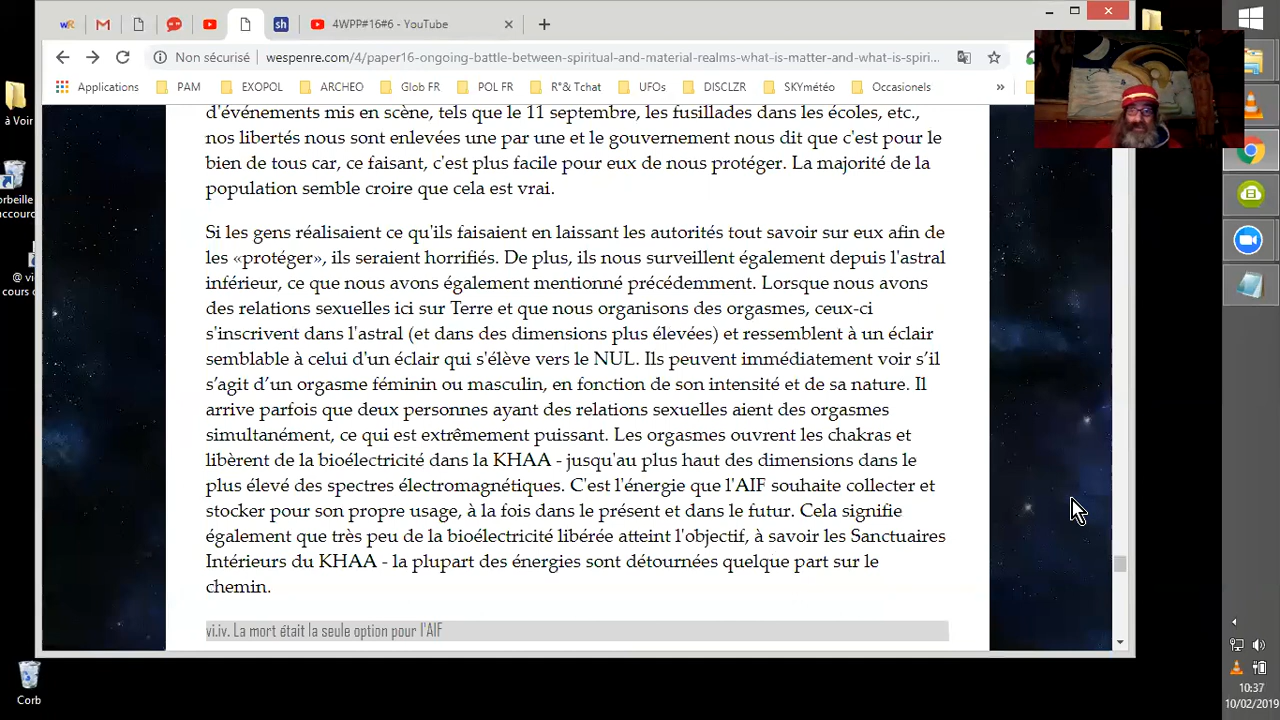 4WPP#16#6 - YouTube
Non sécurisé
wespenre.com/4/paper16-ongoing-battle-between-spiritual-and-material-realms-what-is-matter-and-what-is-spiri...
Applications PAM EXOPOL ARCHEO Glob FR POL FR R*& Tchat UFOs DISCLZR SKYmétéo Occasionels »
d'événements mis en scène, tels que le 11 septembre, les fusillades dans les écoles, etc.,
nos libertés nous sont enlevées une par une et le gouvernement nous dit que c'est pour le
bien de tous car, ce faisant, c'est plus facile pour eux de nous protéger. La majorité de la
population semble croire que cela est vrai.
Si les gens réalisaient ce qu'ils faisaient en laissant les autorités tout savoir sur eux afin de
les «protéger», ils seraient horrifiés. De plus, ils nous surveillent également depuis l'astral
inférieur, ce que nous avons également mentionné précédemment. Lorsque nous avons
des relations sexuelles ici sur Terre et que nous organisons des orgasmes, ceux-ci
s'inscrivent dans l'astral (et dans des dimensions plus élevées) et ressemblent à un éclair
semblable à celui d'un éclair qui s'élève vers le NUL. Ils peuvent immédiatement voir s’il
s’agit d’un orgasme féminin ou masculin, en fonction de son intensité et de sa nature. Il
arrive parfois que deux personnes ayant des relations sexuelles aient des orgasmes
simultanément, ce qui est extrêmement puissant. Les orgasmes ouvrent les chakras et
libèrent de la bioélectricité dans la KHAA - jusqu'au plus haut des dimensions dans le
plus élevé des spectres électromagnétiques. C'est l'énergie que l'AIF souhaite collecter et
stocker pour son propre usage, à la fois dans le présent et dans le futur. Cela signifie
également que très peu de la bioélectricité libérée atteint l'objectif, à savoir les Sanctuaires
Intérieurs du KHAA - la plupart des énergies sont détournées quelque part sur le
chemin.
vi.iv. La mort était la seule option pour l'AIF
à Voir
orbeille
accourc
@ vi
cours c
Corb
10:37
10/02/2019